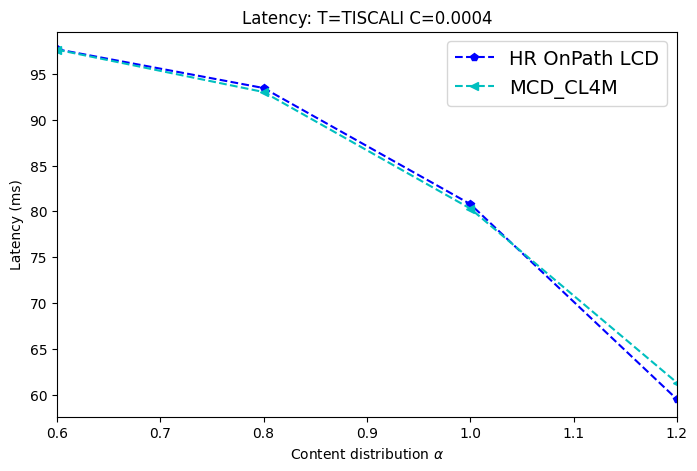 Latency: T=TISCALI C=0.0004
HR OnPath LCD
MCD_CL4M
Latency (ms)
95
90
85
80
75
70
65
60
0.6 0.7 0.8 0.9 1.0 1.1 1.2
Content distribution α